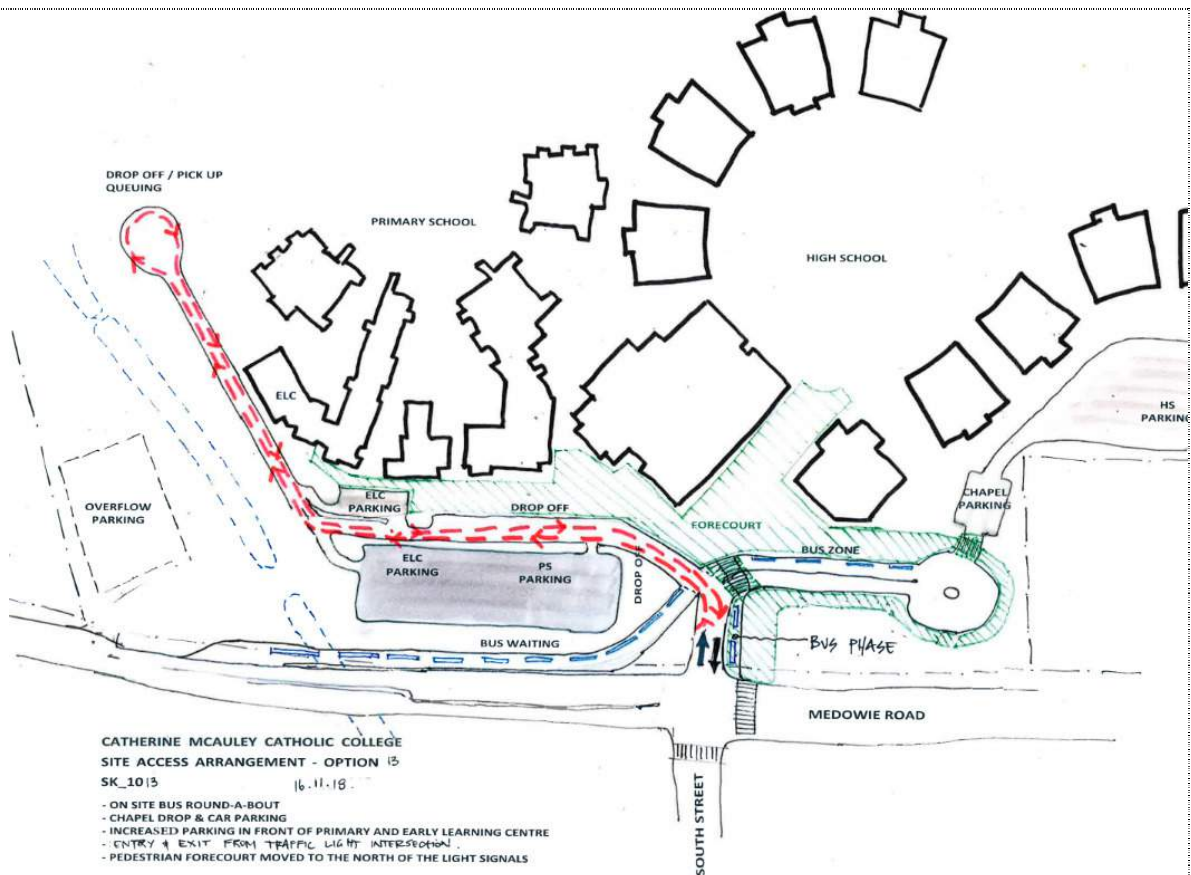 DROP OFF / PICK UP
QUEUING
PRIMARY SCHOOL
HIGH SCHOOL
ELC
HS
PARKING
OVERFLOW
PARKING
ELC
PARKING
DROP OFF
CHAPEL
PARKING
FORECOURT
BUS ZONE
ELC
PARKING
PS
PARKING
DROP OFF
BUS WAITING
BUS PHASE
MEDOWIE ROAD
SOUTH STREET
CATHERINE MCAULEY CATHOLIC COLLEGE
SITE ACCESS ARRANGEMENT - OPTION 13
SK_1013 16.11.18.
- ON SITE BUS ROUND-A-BOUT
- CHAPEL DROP & CAR PARKING
- INCREASED PARKING IN FRONT OF PRIMARY AND EARLY LEARNING CENTRE
- ENTRY & EXIT FROM TRAFFIC LIGHT INTERSECTION.
- PEDESTRIAN FORECOURT MOVED TO THE NORTH OF THE LIGHT SIGNALS